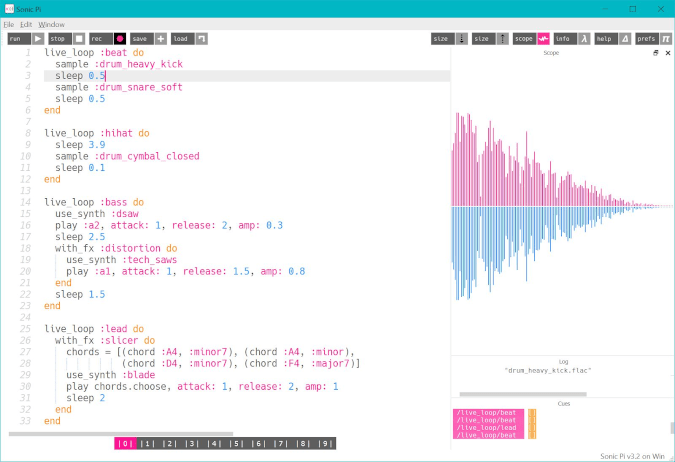 Sonic Pi
File Edit Window
run stop rec save load size size scope info help prefs
Scope
1 live_loop :beat do
2 sample :drum_heavy_kick
3 sleep 0.5
4 sample :drum_snare_soft
5 sleep 0.5
6 end
7
8 live_loop :hihat do
9 sleep 3.9
10 sample :drum_cymbal_closed
11 sleep 0.1
12 end
13
14 live_loop :bass do
15 use_synth :dsaw
16 play :a2, attack: 1, release: 2, amp: 0.3
17 sleep 2.5
18 with_fx :distortion do
19 use_synth :tech_saws
20 play :a1, attack: 1, release: 1.5, amp: 0.8
21 end
22 sleep 1.5
23 end
24
25 live_loop :lead do
26 with_fx :slicer do
27 chords = [(chord :A4, :minor7), (chord :A4, :minor),
28 (chord :D4, :minor7), (chord :F4, :major7)]
29 use_synth :blade
30 play chords.choose, attack: 1, release: 2, amp: 1
31 sleep 2
32 end
33 end
Log
"drum_heavy_kick.flac"
Cues
/live_loop/beat
/live_loop/beat
/live_loop/lead
/live_loop/beat
|0| |1| |2| |3| |4| |5| |6| |7| |8| |9|
Sonic Pi v3.2 on Win